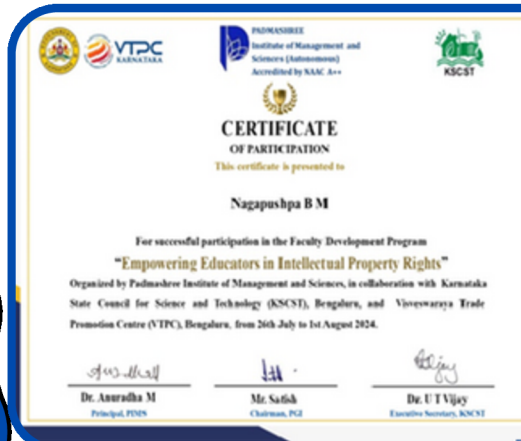 VTPC
KARNATAKA
PADMASHREE
Institute of Management and
Sciences (Autonomous)
Accredited by NAAC A++
KSCST
CERTIFICATE
OF PARTICIPATION
This certificate is presented to
Nagapushpa B M
For successful participation in the Faculty Development Program
“Empowering Educators in Intellectual Property Rights”
Organized by Padmashree Institute of Management and Sciences, in collaboration with Karnataka
State Council for Science and Technology (KSCST), Bengaluru, and Visveswaraya Trade
Promotion Centre (VTPC), Bengaluru, from 26th July to 1st August 2024.
Dr. Anuradha M
Mr. Satish
Dr. U T Vijay
Principal, PIMS
Chairman, PGI
Executive Secretary, KSCST